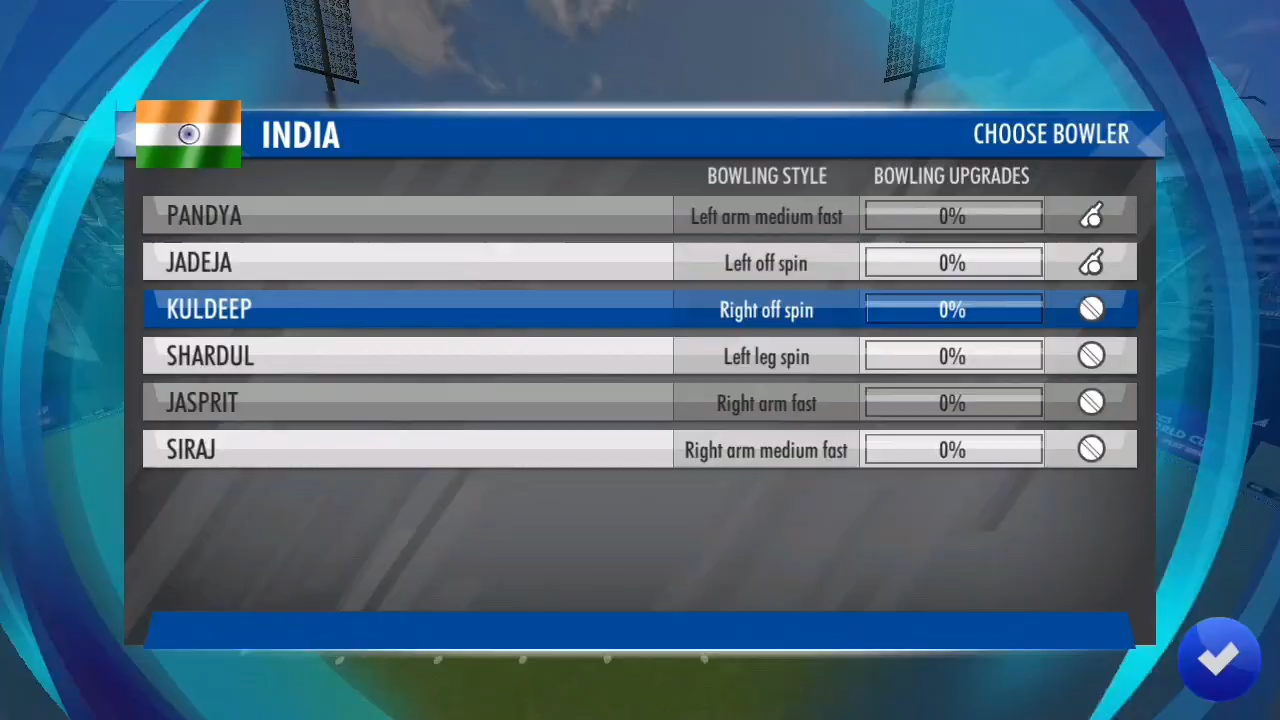 INDIA
CHOOSE BOWLER
BOWLING STYLE BOWLING UPGRADES
PANDYA Left arm medium fast 0%
JADEJA Left off spin 0%
KULDEEP Right off spin 0%
SHARDUL Left leg spin 0%
JASPRIT Right arm fast 0%
SIRAJ Right arm medium fast 0%